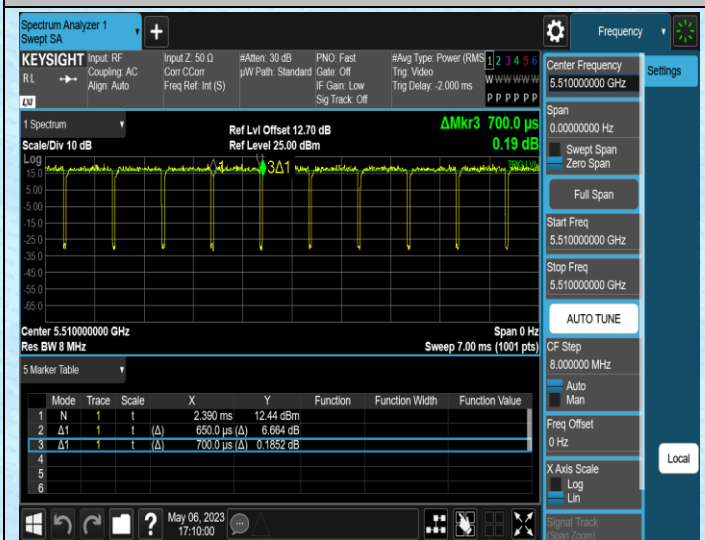 Spectrum Analyzer 1
Swept SA
Frequency
KEYSIGHT
RL
LXI
Input: RF
Coupling: AC
Align: Auto
Input Z: 50 Ω
Corr CCorr
Freq Ref: Int (S)
#Atten: 30 dB
µW Path: Standard
PNO: Fast
Gate: Off
IF Gain: Low
Sig Track: Off
#Avg Type: Power (RMS
Trig: Video
Trig Delay: -2.000 ms
1 2 3 4 5 6
W W W W W W
P P P P P P
1 Spectrum
Scale/Div 10 dB
Log
Ref Lvl Offset 12.70 dB
Ref Level 25.00 dBm
ΔMkr3 700.0 µs
0.19 dB
15.0
5.00
-5.00
-15.0
-25.0
-35.0
-45.0
-55.0
-65.0
3Δ1
Center 5.510000000 GHz
Res BW 8 MHz
Span 0 Hz
Sweep 7.00 ms (1001 pts)
5 Marker Table
Mode Trace Scale X Y Function Function Width Function Value
1 N 1 t 2.390 ms 12.44 dBm
2 Δ1 1 t (Δ) 650.0 µs (Δ) 6.664 dB
3 Δ1 1 t (Δ) 700.0 µs (Δ) 0.1852 dB
4
5
6
?
May 06, 2023
17:10:00
Center Frequency
5.510000000 GHz
Settings
Span
0.00000000 Hz
Swept Span
Zero Span
Full Span
Start Freq
5.510000000 GHz
Stop Freq
5.510000000 GHz
AUTO TUNE
CF Step
8.000000 MHz
Auto
Man
Freq Offset
0 Hz
Local
X Axis Scale
Log
Lin
Signal Track
(Span Zoom)